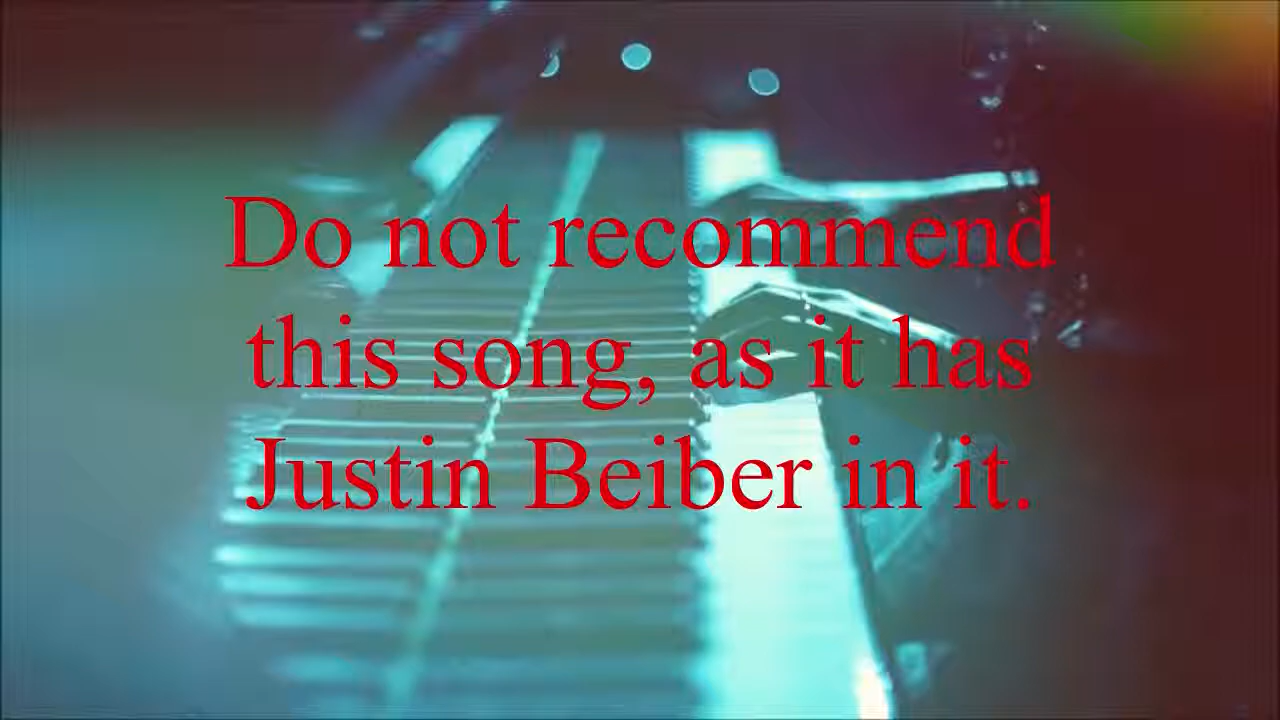 Do not recommend
this song, as it has
Justin Beiber in it.